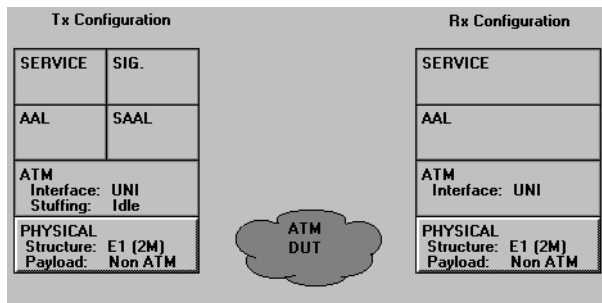 Tx Configuration
SERVICE SIG.
AAL SAAL
ATM
Interface: UNI
Stuffing: Idle
PHYSICAL
Structure: E1 (2M)
Payload: Non ATM
ATM
DUT
Rx Configuration
SERVICE
AAL
ATM
Interface: UNI
PHYSICAL
Structure: E1 (2M)
Payload: Non ATM